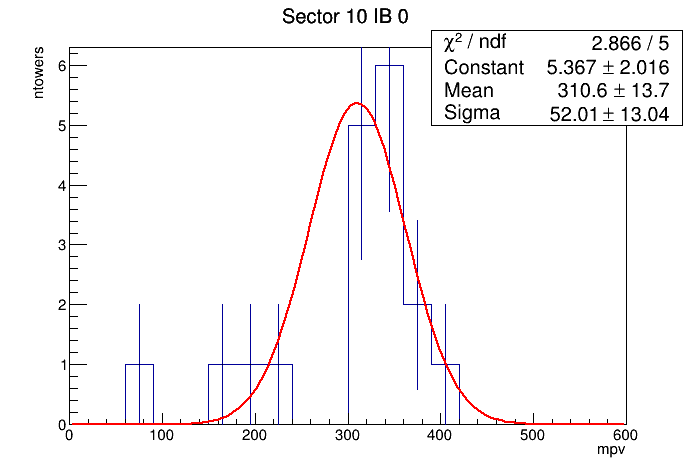 Sector 10 IB 0
χ² / ndf 2.866 / 5
Constant 5.367 ± 2.016
Mean 310.6 ± 13.7
Sigma 52.01 ± 13.04
ntowers
6
5
4
3
2
1
0
0 100 200 300 400 500 600
mpv